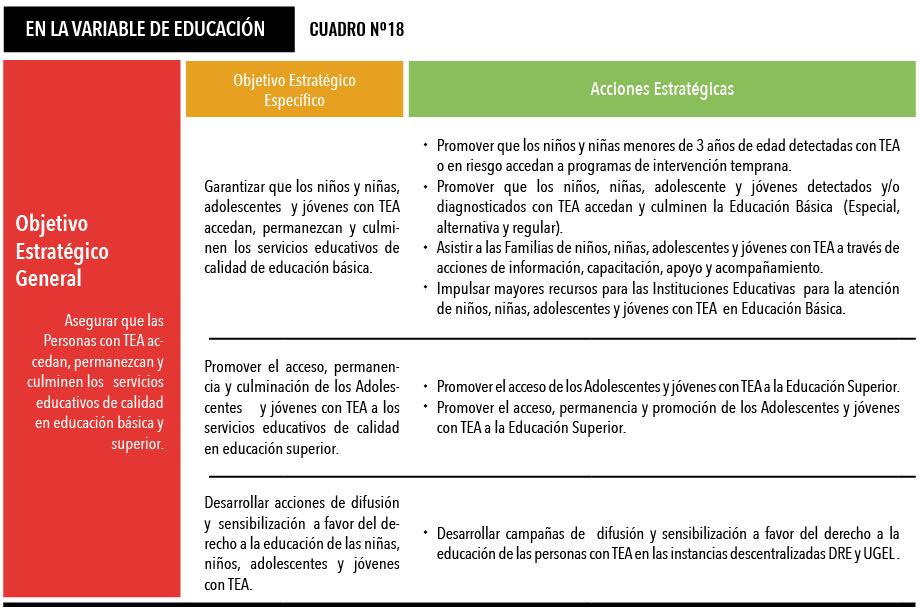 EN LA VARIABLE DE EDUCACIÓN
CUADRO Nº18
Objetivo
Estratégico
General
Asegurar que las
Personas con TEA ac-
cedan, permanezcan y
culminen los servicios
educativos de calidad
en educación básica y
superior.
Objetivo Estratégico
Específico
Acciones Estratégicas
Garantizar que los niños y niñas,
adolescentes y jóvenes con TEA
accedan, permanezcan y culmi-
nen los servicios educativos de
calidad de educación básica.
• Promover que los niños y niñas menores de 3 años de edad detectadas con TEA
o en riesgo accedan a programas de intervención temprana.
• Promover que los niños, niñas, adolescente y jóvenes detectados y/o
diagnosticados con TEA accedan y culminen la Educación Básica (Especial,
alternativa y regular).
• Asistir a las Familias de niños, niñas, adolescentes y jóvenes con TEA a través de
acciones de información, capacitación, apoyo y acompañamiento.
• Impulsar mayores recursos para las Instituciones Educativas para la atención
de niños, niñas, adolescentes y jóvenes con TEA en Educación Básica.
Promover el acceso, permanen-
cia y culminación de los Adoles-
centes y jóvenes con TEA a los
servicios educativos de calidad
en educación superior.
• Promover el acceso de los Adolescentes y jóvenes con TEA a la Educación Superior.
• Promover el acceso, permanencia y promoción de los Adolescentes y jóvenes
con TEA a la Educación Superior.
Desarrollar acciones de difusión
y sensibilización a favor del de-
recho a la educación de las niñas,
niños, adolescentes y jóvenes
con TEA.
• Desarrollar campañas de difusión y sensibilización a favor del derecho a la
educación de las personas con TEA en las instancias descentralizadas DRE y UGEL .